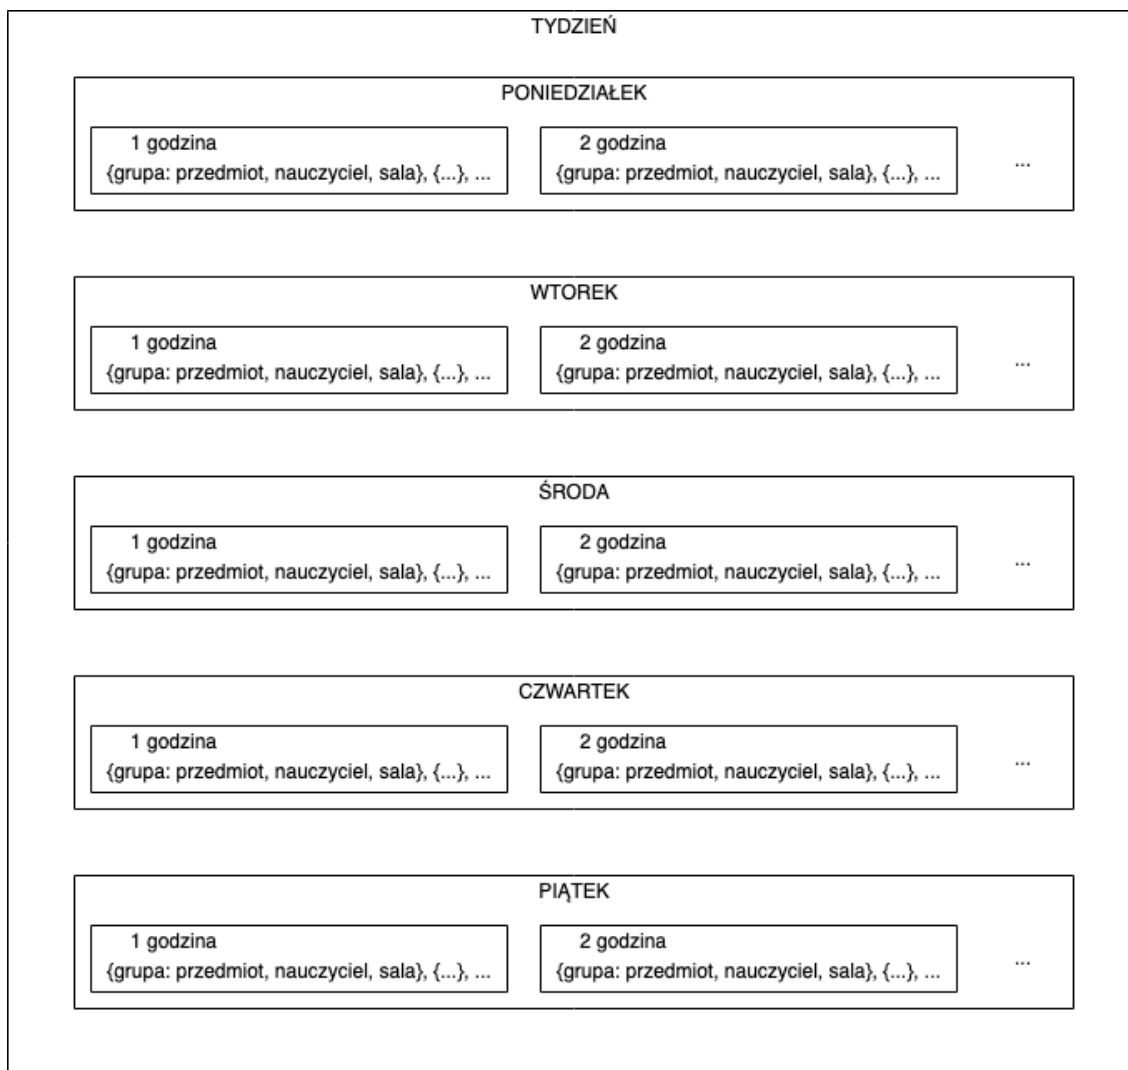 TYDZIEŃ
PONIEDZIAŁEK
1 godzina
{grupa: przedmiot, nauczyciel, sala}, {...}, ...
2 godzina
{grupa: przedmiot, nauczyciel, sala}, {...}, ...
...
WTOREK
1 godzina
{grupa: przedmiot, nauczyciel, sala}, {...}, ...
2 godzina
{grupa: przedmiot, nauczyciel, sala}, {...}, ...
...
ŚRODA
1 godzina
{grupa: przedmiot, nauczyciel, sala}, {...}, ...
2 godzina
{grupa: przedmiot, nauczyciel, sala}, {...}, ...
...
CZWARTEK
1 godzina
{grupa: przedmiot, nauczyciel, sala}, {...}, ...
2 godzina
{grupa: przedmiot, nauczyciel, sala}, {...}, ...
...
PIĄTEK
1 godzina
{grupa: przedmiot, nauczyciel, sala}, {...}, ...
2 godzina
{grupa: przedmiot, nauczyciel, sala}, {...}, ...
...